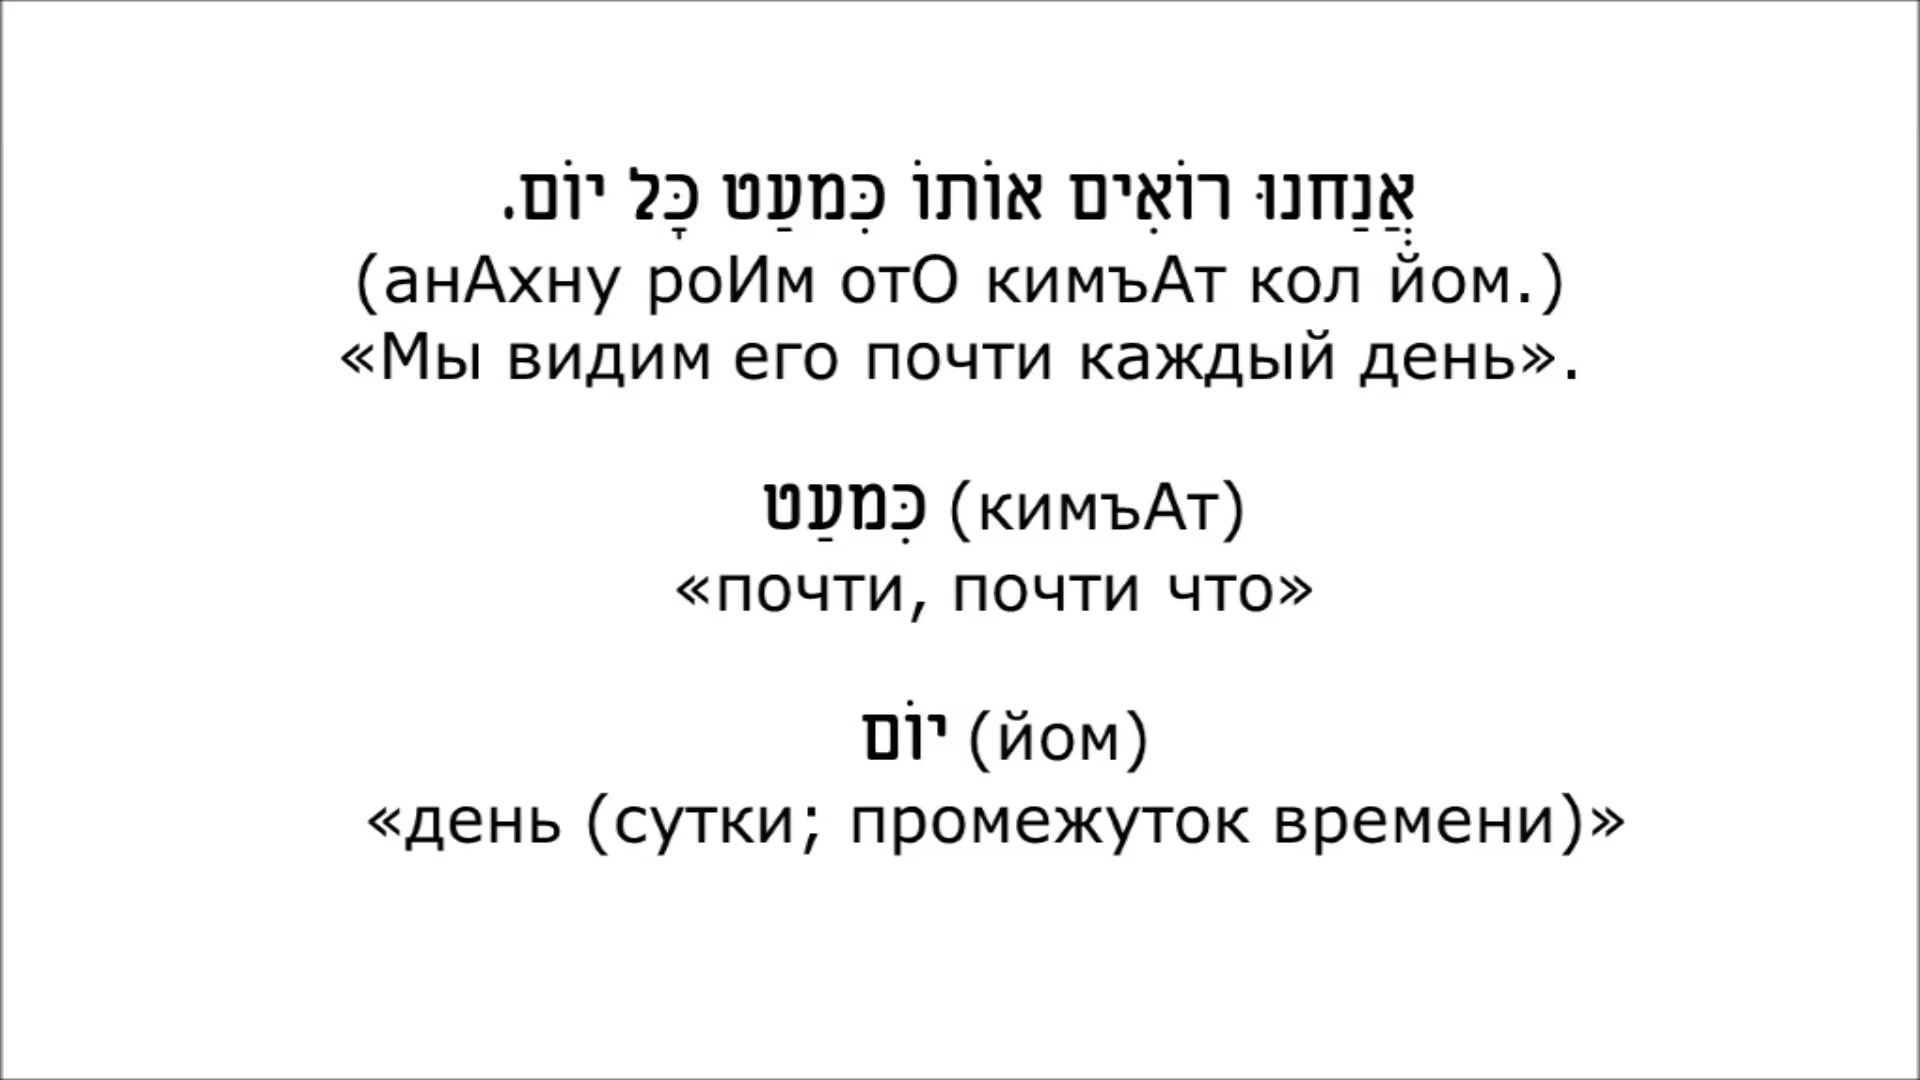 אֲנַחנוּ רוֹאִים אוֹתוֹ כִּמעַט כָּל יוֹם.
(анАхну роИм отО кимъАт кол йом.)
«Мы видим его почти каждый день».
כִּמעַט (кимъАт)
«почти, почти что»
יוֹם (йом)
«день (сутки; промежуток времени)»